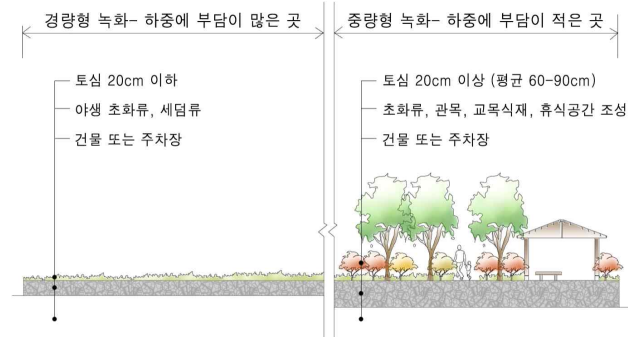 경량형 녹화- 하중에 부담이 많은 곳
토심 20cm 이하
야생 초화류, 세덤류
건물 또는 주차장
중량형 녹화- 하중에 부담이 적은 곳
토심 20cm 이상 (평균 60-90cm)
초화류, 관목, 교목식재, 휴식공간 조성
건물 또는 주차장